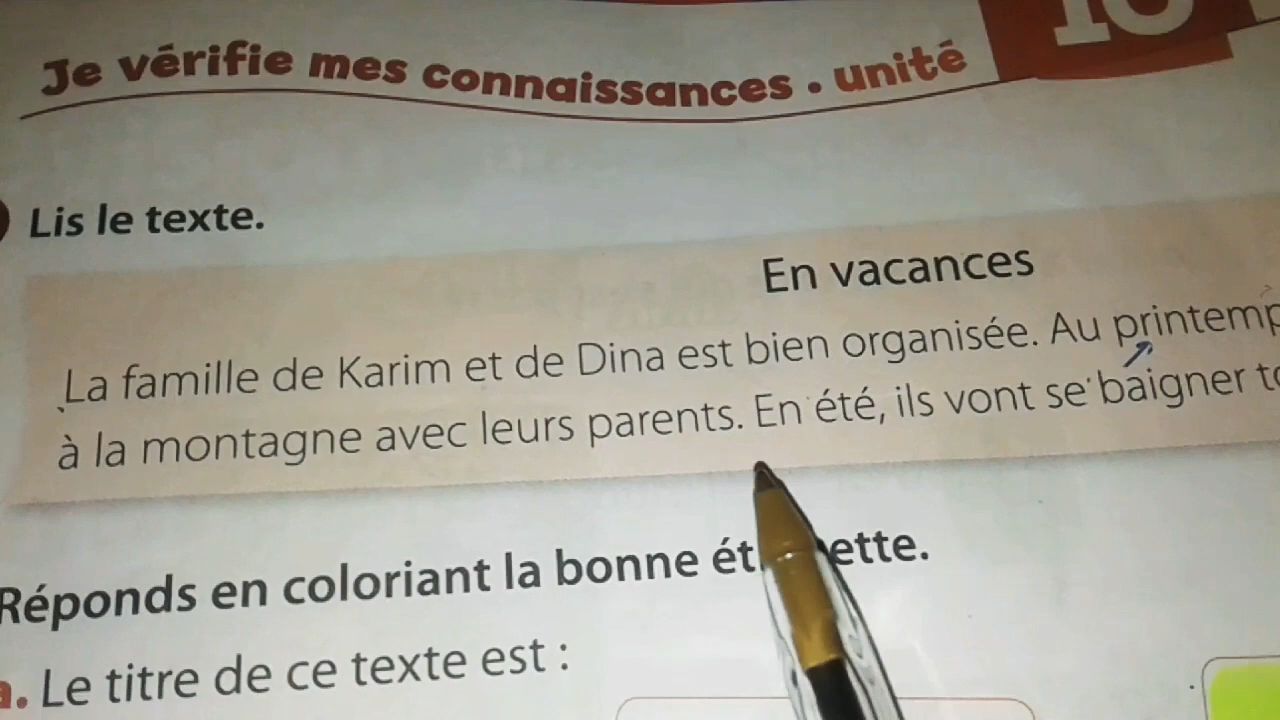 Je vérifie mes connaissances • unité 10
Lis le texte.
En vacances
La famille de Karim et de Dina est bien organisée. Au
à la montagne avec leurs parents. En été, ils vont se baigner
Réponds en coloriant la bonne
a. Le titre de ce texte est :